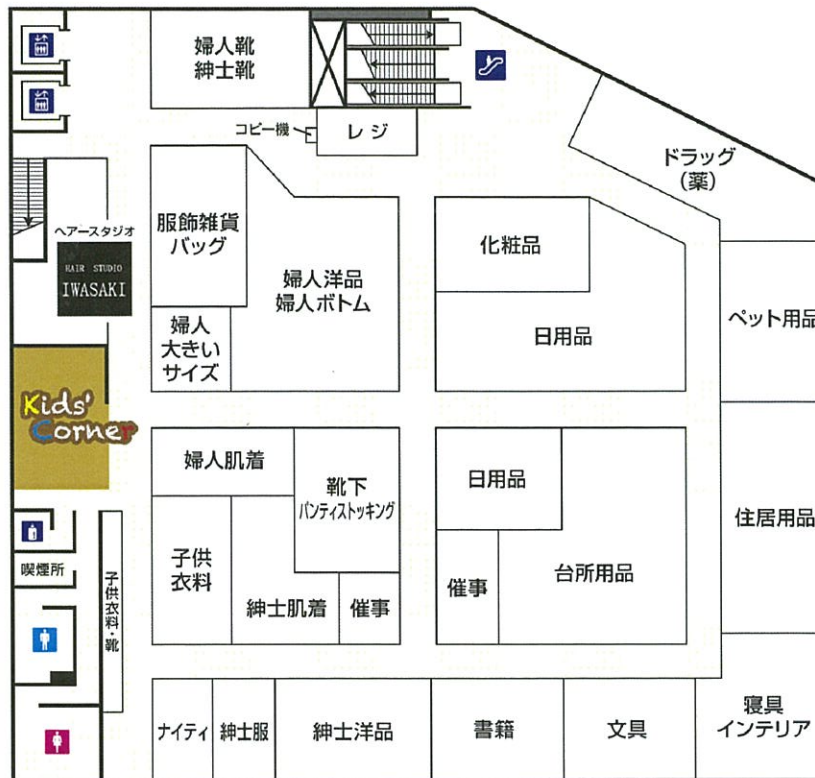 婦人靴
紳士靴
コピー機
レジ
ドラッグ
(薬)
ヘアースタジオ
HAIR STUDIO
IWASAKI
服飾雑貨
バッグ
婦人洋品
婦人ボトム
婦人
大きい
サイズ
化粧品
日用品
ペット用品
Kids'
Corner
婦人肌着
靴下
パンティストッキング
子供
衣料
紳士肌着
催事
日用品
催事
台所用品
住居用品
喫煙所
子供衣料・靴
ナイティ
紳士服
紳士洋品
書籍
文具
寝具
インテリア